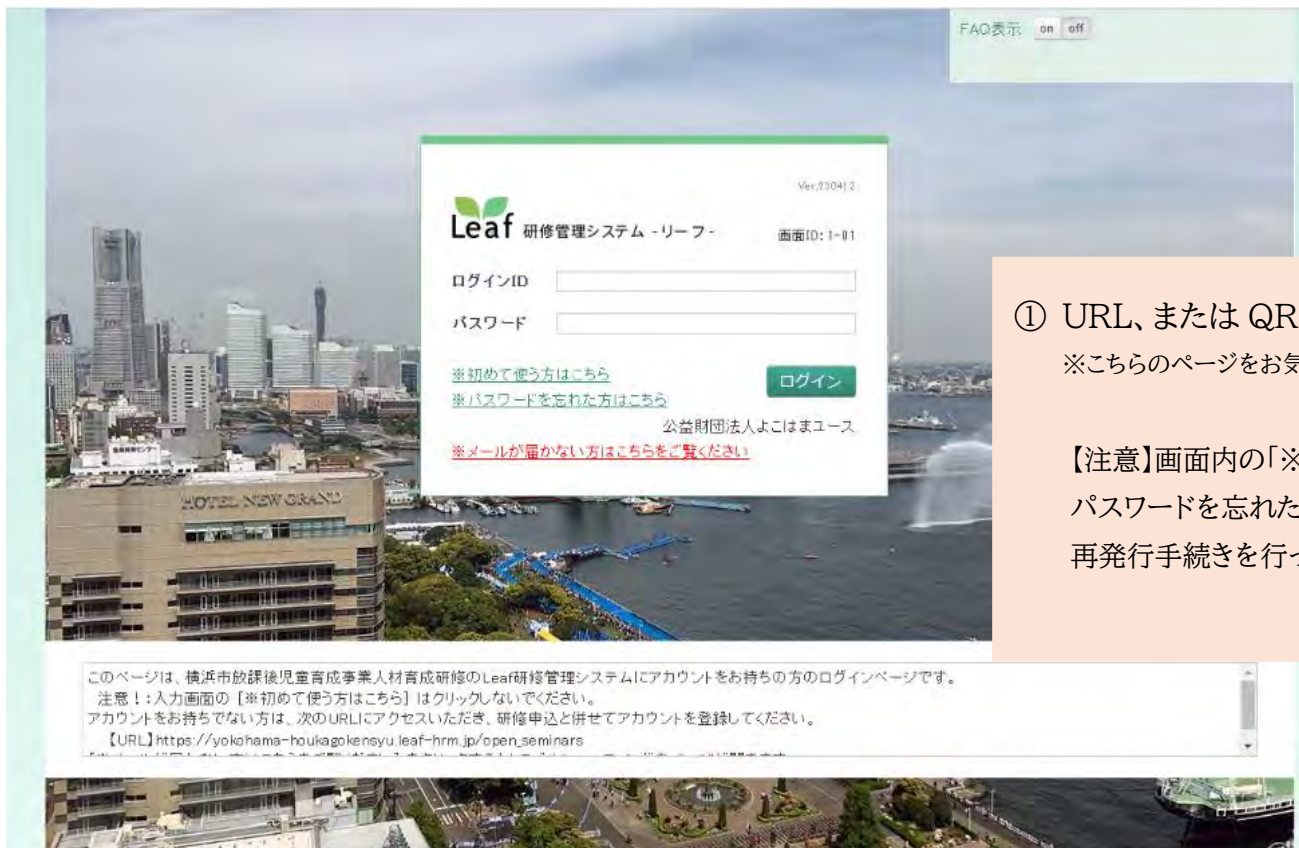 FAQ表示 on off
Ver.230412
Leaf 研修管理システム -リーフ-
画面ID: 1-01
ログインID
パスワード
※初めて使う方はこちら
ログイン
※パスワードを忘れた方はこちら
公益財団法人よこはまユース
※メールが届かない方はこちらをご覧ください
① URL、または QR
※こちらのページをお気
【注意】画面内の「※
パスワードを忘れた
再発行手続きを行っ
HOTEL NEW GRAND
このページは、横浜市放課後児童育成事業人材育成研修のLeaf研修管理システムにアカウントをお持ちの方のログインページです。
注意!:入力画面の [※初めて使う方はこちら] はクリックしないでください。
アカウントをお持ちでない方は、次のURLにアクセスいただき、研修申込と併せてアカウントを登録してください。
【URL】https://yokohama-houkagokensyu.leaf-hrm.jp/open_seminars